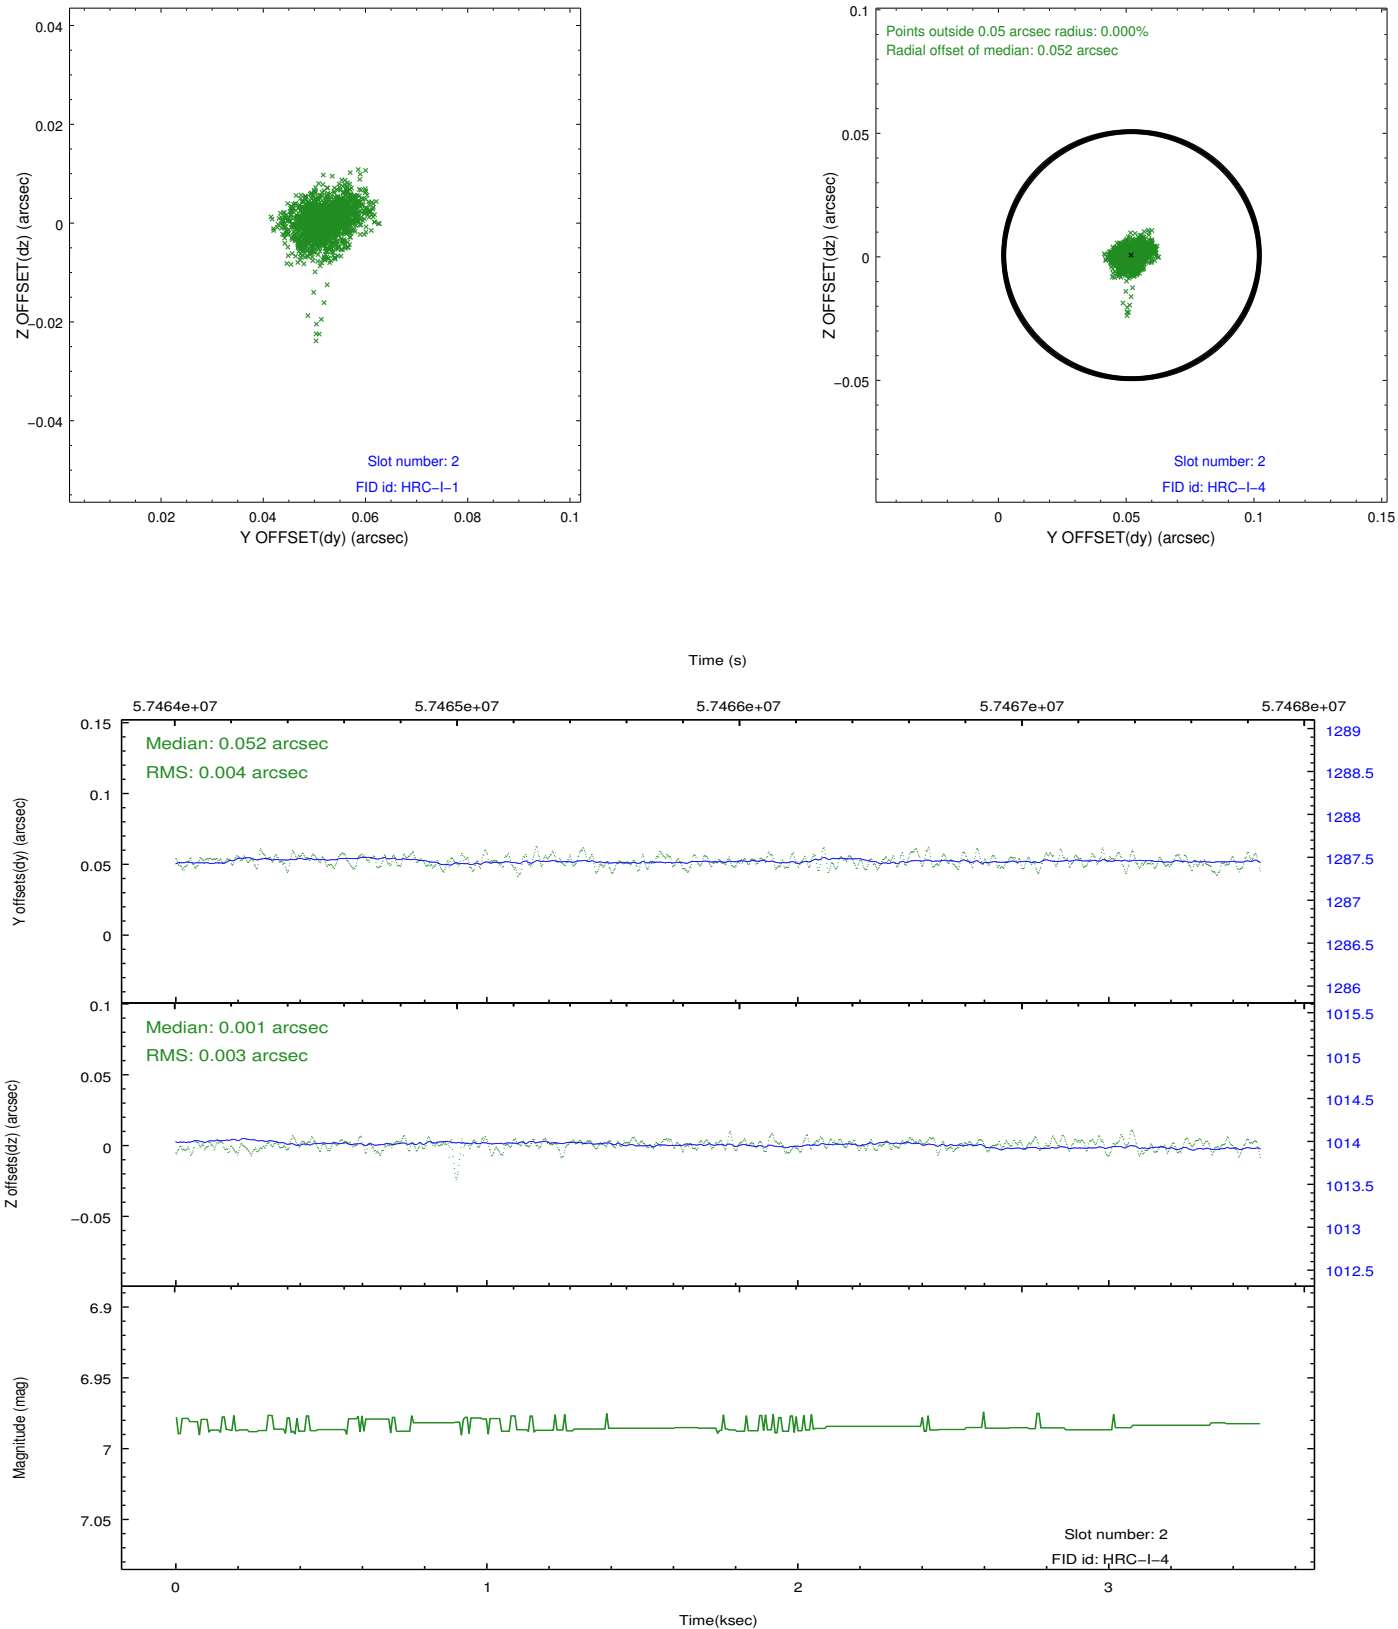 0.04
0.02
0
−0.02
−0.04
Z OFFSET(dz) (arcsec)
Slot number: 2
FID id: HRC−I−1
0.02
0.04
0.06
0.08
0.1
Y OFFSET(dy) (arcsec)
0.1
0.05
0
−0.05
Z OFFSET(dz) (arcsec)
Points outside 0.05 arcsec radius: 0.000%
Radial offset of median: 0.052 arcsec
Slot number: 2
FID id: HRC−I−4
0
0.05
0.1
0.15
Y OFFSET(dy) (arcsec)
Time (s)
5.7464e+07
5.7465e+07
5.7466e+07
5.7467e+07
5.7468e+07
0.15
0.1
0.05
0
Y offsets(dy) (arcsec)
Median: 0.052 arcsec
RMS: 0.004 arcsec
1289
1288.5
1288
1287.5
1287
1286.5
1286
0.1
0.05
0
−0.05
Z offsets(dz) (arcsec)
Median: 0.001 arcsec
RMS: 0.003 arcsec
1015.5
1015
1014.5
1014
1013.5
1013
1012.5
6.9
6.95
7
7.05
Magnitude (mag)
Slot number: 2
FID id: HRC−I−4
0
1
2
3
Time(ksec)